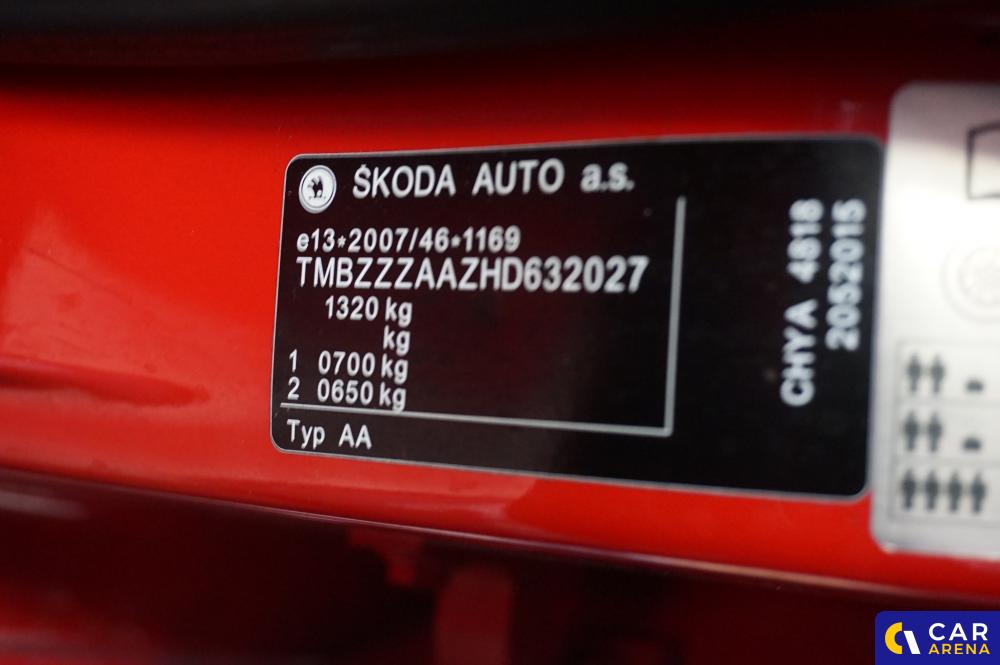 ŠKODA AUTO a.s.
e13*2007/46*1169
TMBZZZAAZHD632027
1320 kg
kg
1 0700 kg
2 0650 kg
Typ AA
CHYA 4818
2052015
CAR
ARENA